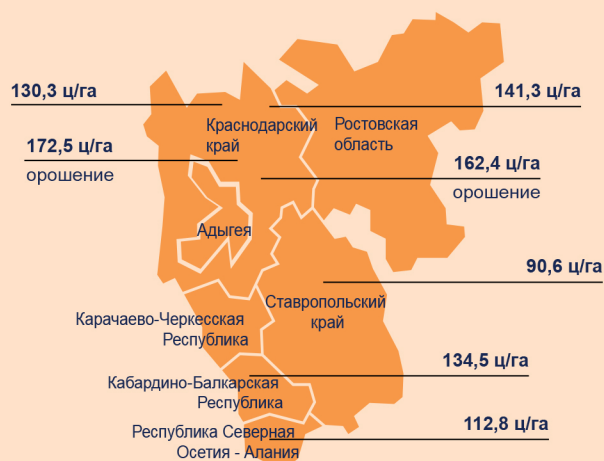 130,3 ц/га
141,3 ц/га
Краснодарский
край
Ростовская
область
172,5 ц/га
орошение
162,4 ц/га
орошение
Адыгея
90,6 ц/га
Ставропольский
край
Карачаево-Черкесская
Республика
134,5 ц/га
Кабардино-Балкарская
Республика
112,8 ц/га
Республика Северная
Осетия - Алания